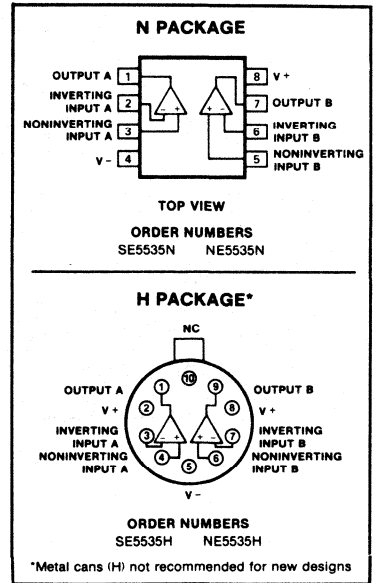 N PACKAGE
OUTPUT A 1
8 V +
INVERTING
INPUT A 2
7 OUTPUT B
NONINVERTING
INPUT A 3
6 INVERTING
INPUT B
V - 4
5 NONINVERTING
INPUT B
- +
- +
TOP VIEW
ORDER NUMBERS
SE5535N NE5535N
H PACKAGE*
NC
10
OUTPUT A 1
9 OUTPUT B
V + 2
8 V +
INVERTING
INPUT A 3
7 INVERTING
INPUT B
NONINVERTING
INPUT A 4
6 NONINVERTING
INPUT B
- +
- +
5
V -
ORDER NUMBERS
SE5535H NE5535H
*Metal cans (H) not recommended for new designs